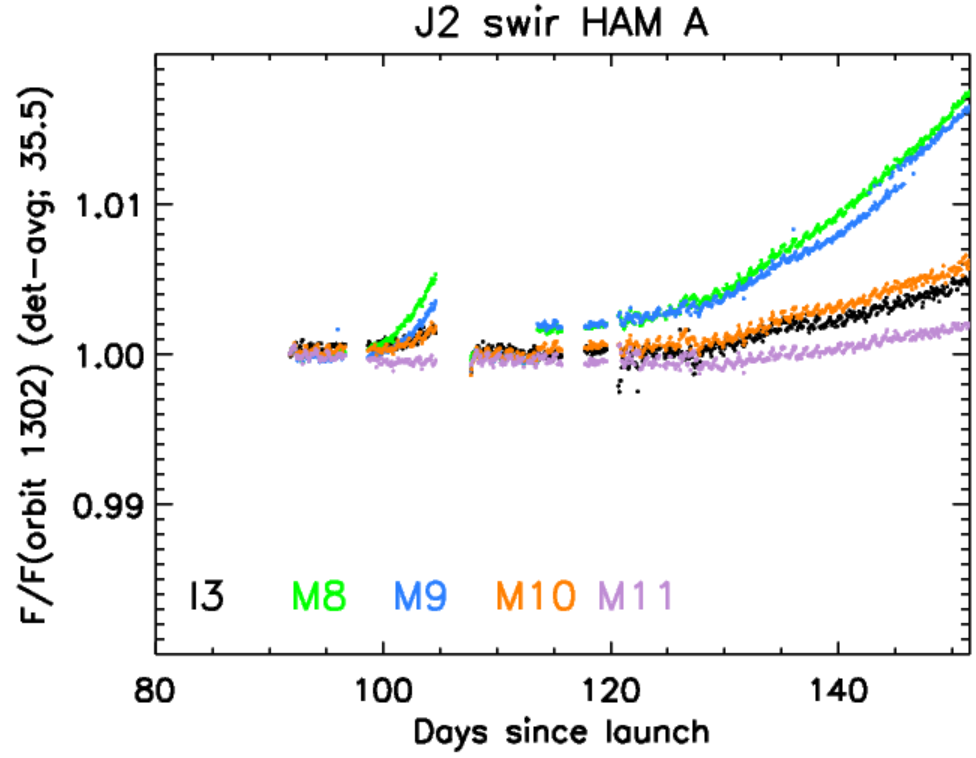 J2 swir HAM A
F/F(orbit 1302) (det-avg; 35.5)
1.01
1.00
0.99
I3 M8 M9 M10 M11
80 100 120 140
Days since launch